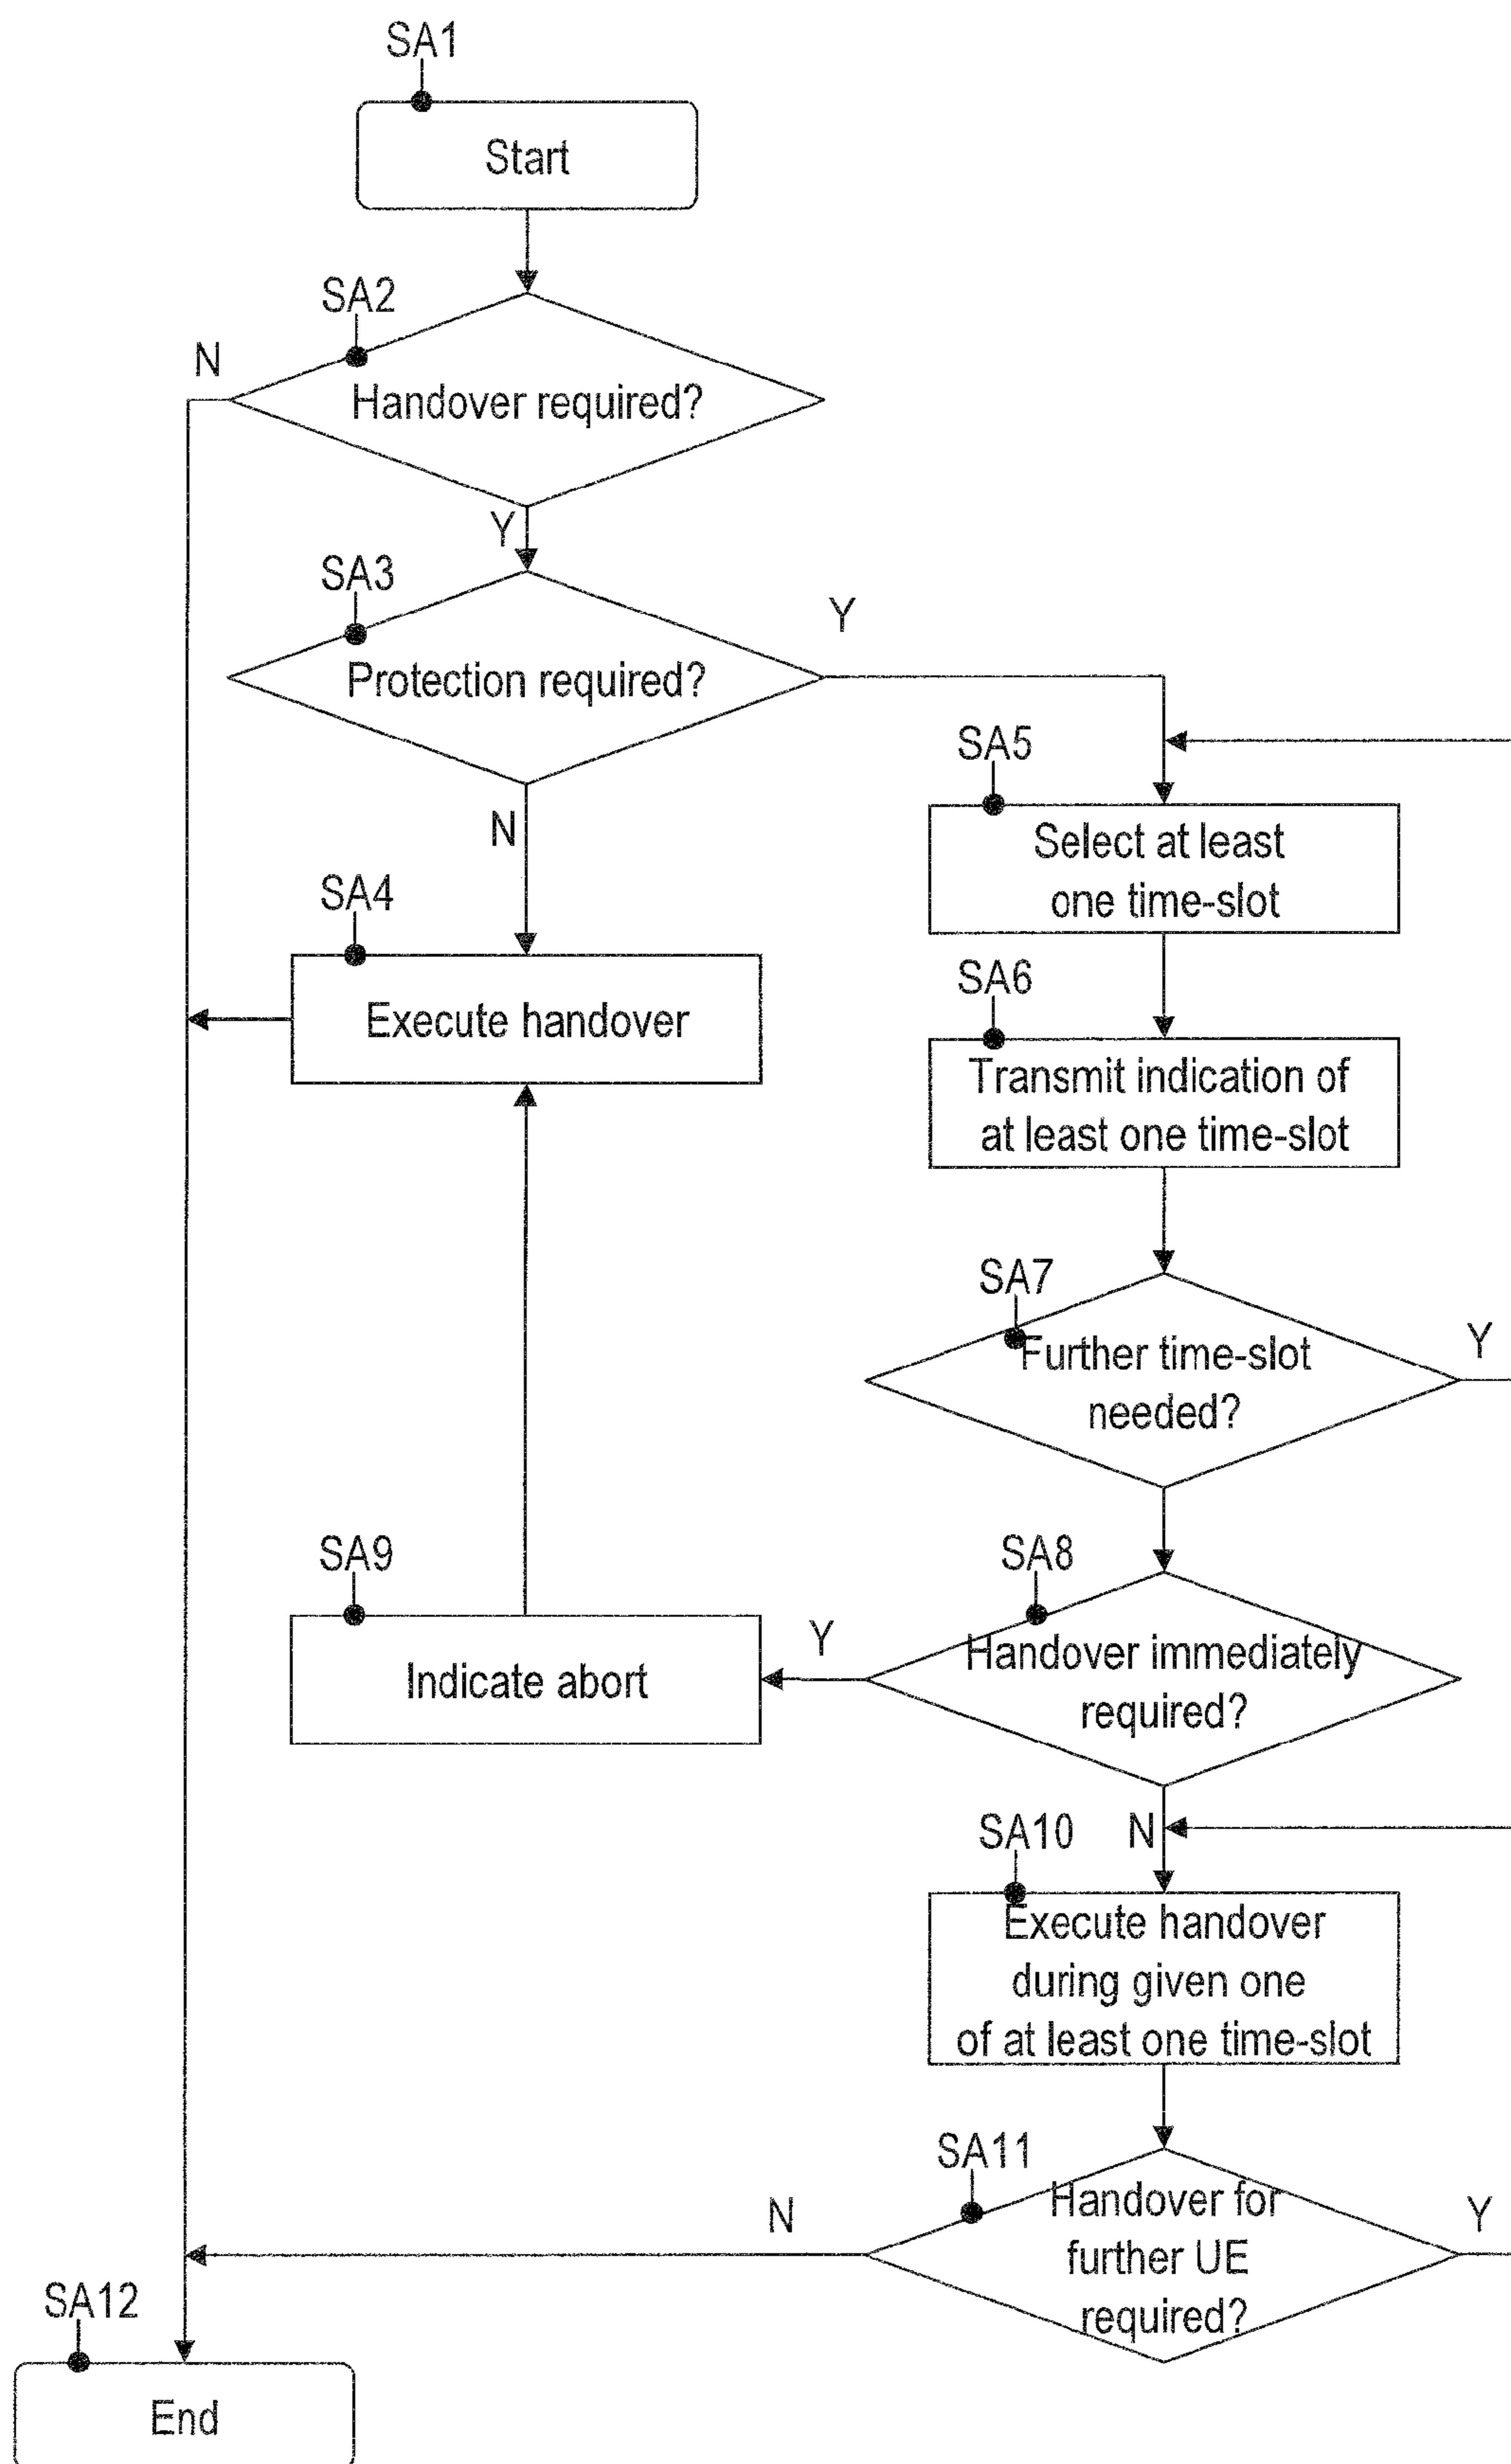 SA1
Start
SA2
N
Handover required?
Y
SA3
Y
Protection required?
SA5
N
Select at least
one time-slot
SA4
SA6
Execute handover
Transmit indication of
at least one time-slot
SA7
Y
Further time-slot
needed?
SA9
SA8
Y
Handover immediately
required?
Indicate abort
SA10
N
Execute handover
during given one
of at least one time-slot
SA11
N
Handover for
further UE
required?
Y
SA12
End